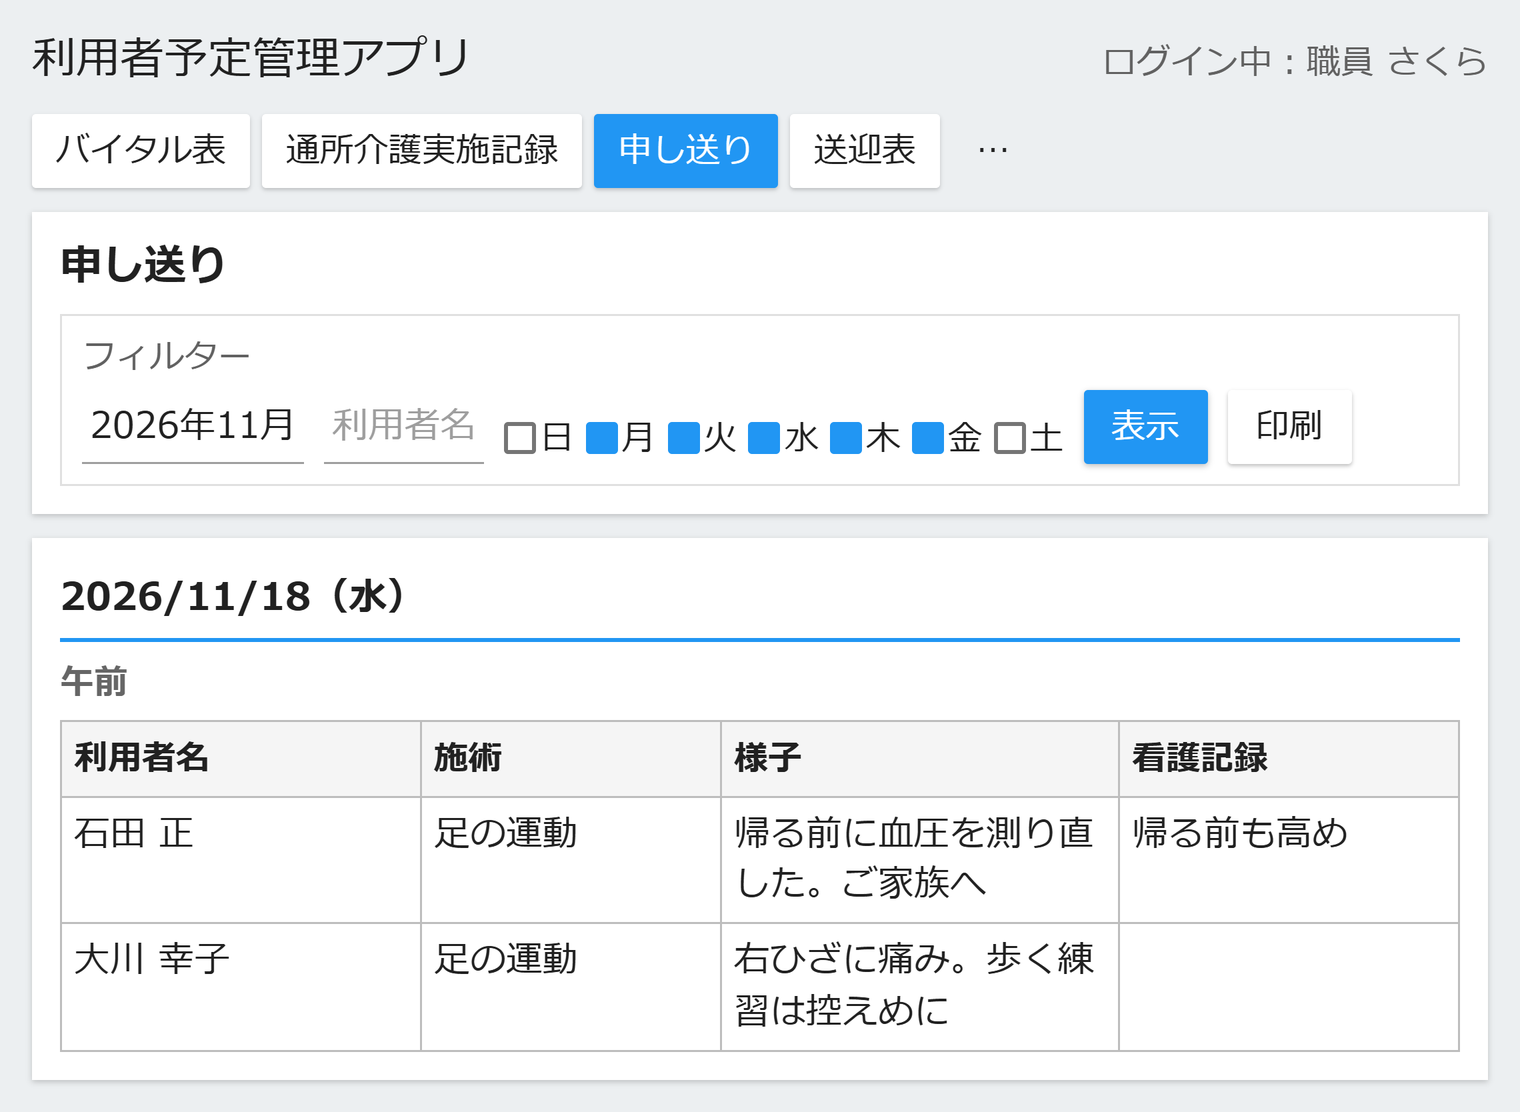 利用者予定管理アプリ
ログイン中：職員 さくら
バイタル表 通所介護実施記録 申し送り 送迎表 …
申し送り
フィルター
2026年11月 利用者名 日 月 火 水 木 金 土 表示 印刷
2026/11/18（水）
午前
利用者名 施術 様子 看護記録
石田 正 足の運動 帰る前に血圧を測り直 帰る前も高め
した。ご家族へ
大川 幸子 足の運動 右ひざに痛み。歩く練
習は控えめに